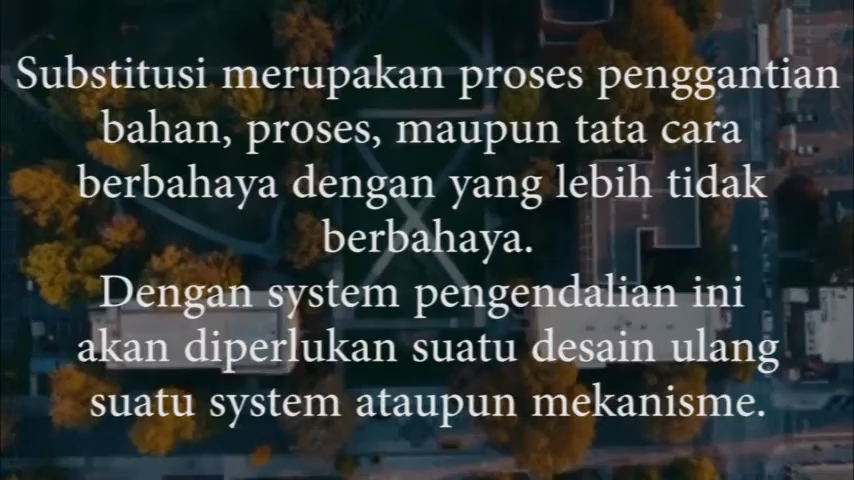 Substitusi merupakan proses penggantian
bahan, proses, maupun tata cara
berbahaya dengan yang lebih tidak
berbahaya.
Dengan system pengendalian ini
akan diperlukan suatu desain ulang
suatu system ataupun mekanisme.